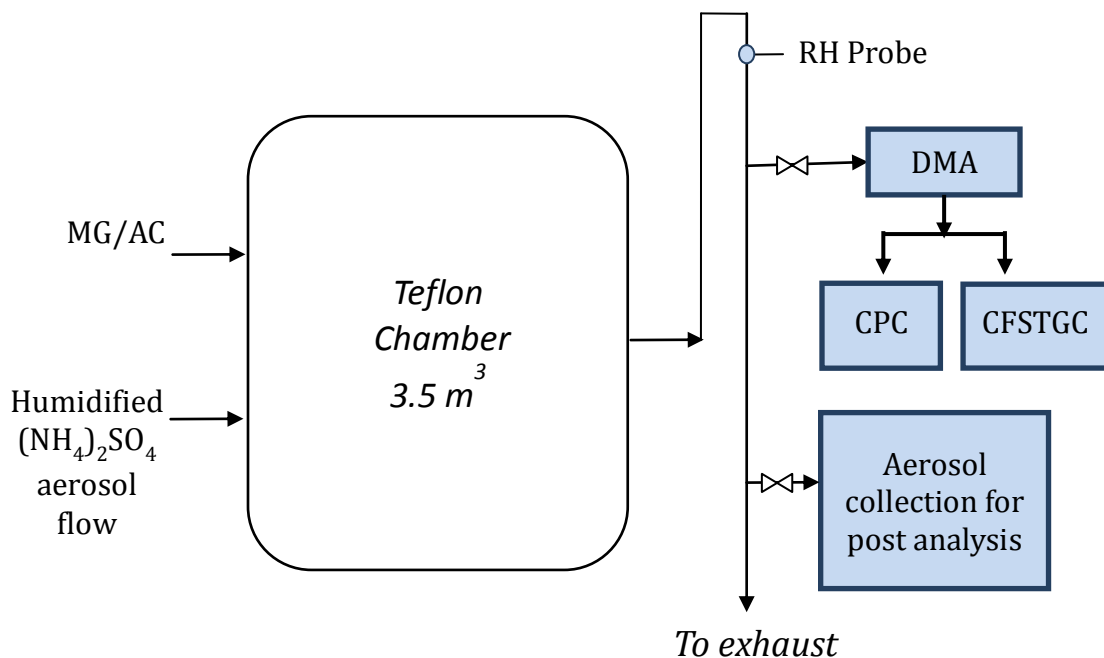 RH Probe
DMA
MG/AC
CPC
CFSTGC
Teflon
Chamber
3.5 m³
Humidified
(NH₄)₂SO₄
aerosol
flow
Aerosol
collection for
post analysis
To exhaust